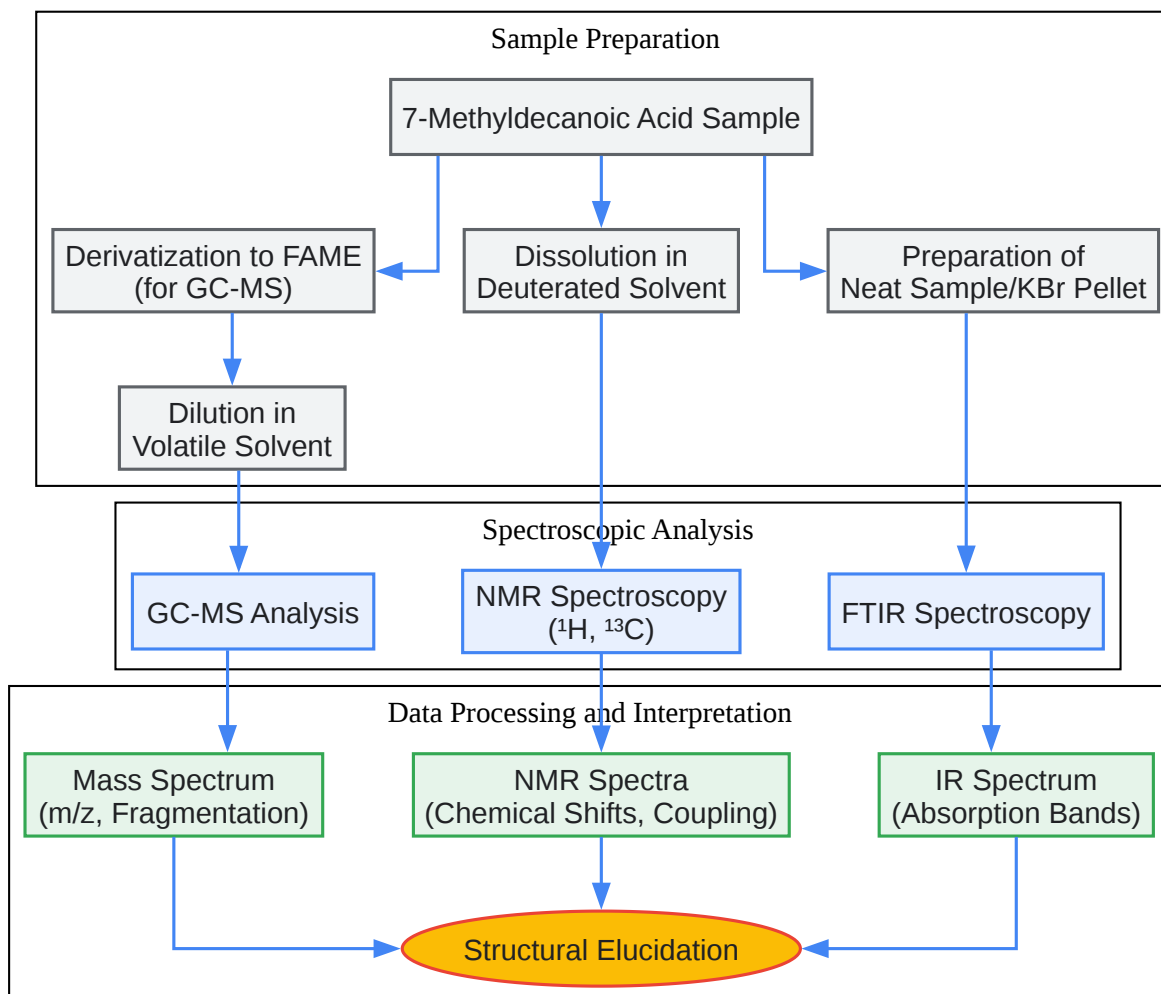 Sample Preparation
7-Methyldecanoic Acid Sample
Derivatization to FAME
(for GC-MS)
Dissolution in
Deuterated Solvent
Preparation of
Neat Sample/KBr Pellet
Dilution in
Volatile Solvent
Spectroscopic Analysis
GC-MS Analysis
NMR Spectroscopy
(¹H, ¹³C)
FTIR Spectroscopy
Data Processing and Interpretation
Mass Spectrum
(m/z, Fragmentation)
NMR Spectra
(Chemical Shifts, Coupling)
IR Spectrum
(Absorption Bands)
Structural Elucidation